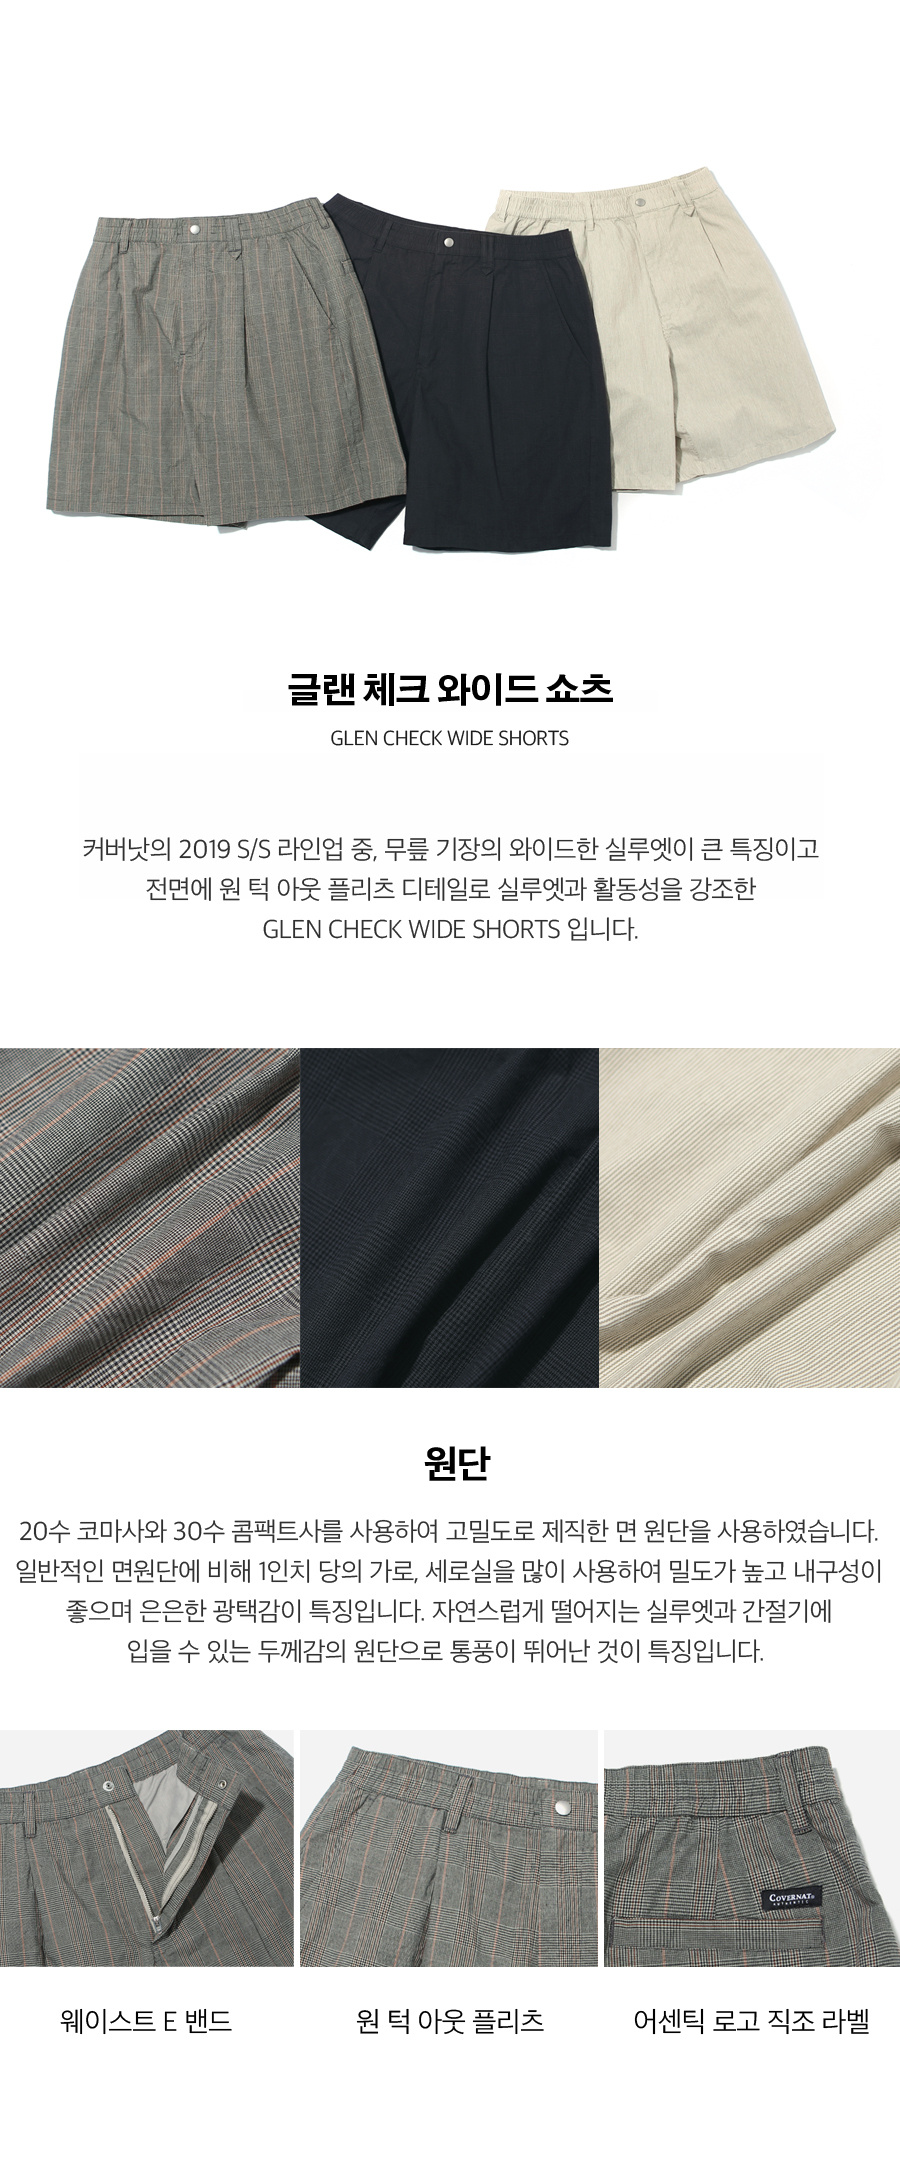 글랜 체크 와이드 쇼츠
GLEN CHECK WIDE SHORTS
커버낫의 2019 S/S 라인업 중, 무릎 기장의 와이드한 실루엣이 큰 특징이고
전면에 원 턱 아웃 플리츠 디테일로 실루엣과 활동성을 강조한
GLEN CHECK WIDE SHORTS 입니다.
원단
20수 코마사와 30수 콤팩트사를 사용하여 고밀도로 제직한 면 원단을 사용하였습니다.
일반적인 면원단에 비해 1인치 당의 가로, 세로실을 많이 사용하여 밀도가 높고 내구성이
좋으며 은은한 광택감이 특징입니다. 자연스럽게 떨어지는 실루엣과 간절기에
입을 수 있는 두께감의 원단으로 통풍이 뛰어난 것이 특징입니다.
COVERNAT
AUTHENTIC
웨이스트 E 밴드
원 턱 아웃 플리츠
어센틱 로고 직조 라벨